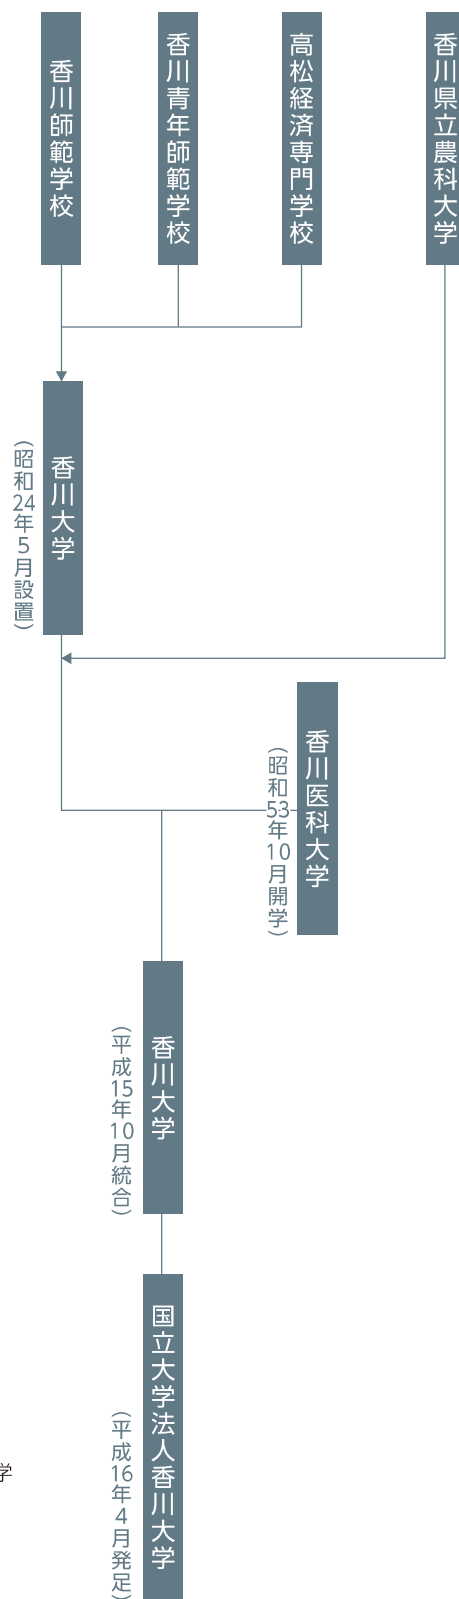 香川師範学校
香川青年師範学校
高松経済専門学校
香川県立農科大学
香川大学
（昭和24年５月設置）
香川医科大学
（昭和53年10月開学）
香川大学
（平成15年10月統合）
国立大学法人香川大学
（平成16年４月発足）
学